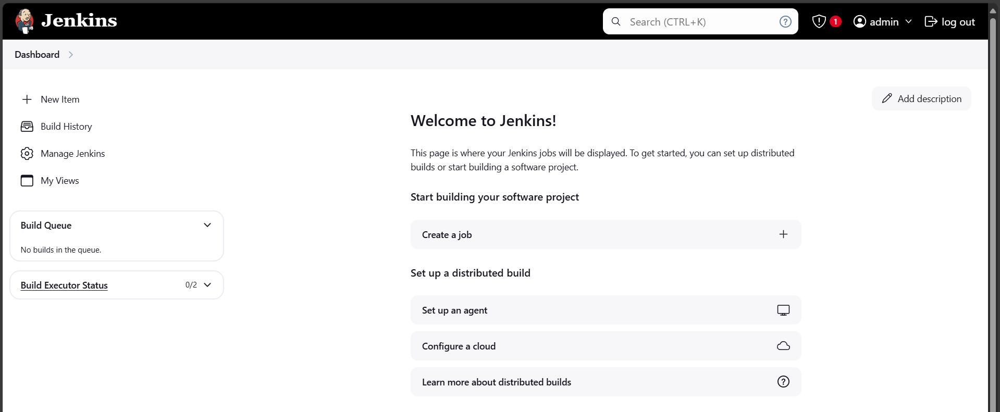 Jenkins
Search (CTRL+K)
1
admin
log out
Dashboard
New Item
Build History
Manage Jenkins
My Views
Build Queue
No builds in the queue.
Build Executor Status
0/2
Add description
Welcome to Jenkins!
This page is where your Jenkins jobs will be displayed. To get started, you can set up distributed
builds or start building a software project.
Start building your software project
Create a job
Set up a distributed build
Set up an agent
Configure a cloud
Learn more about distributed builds